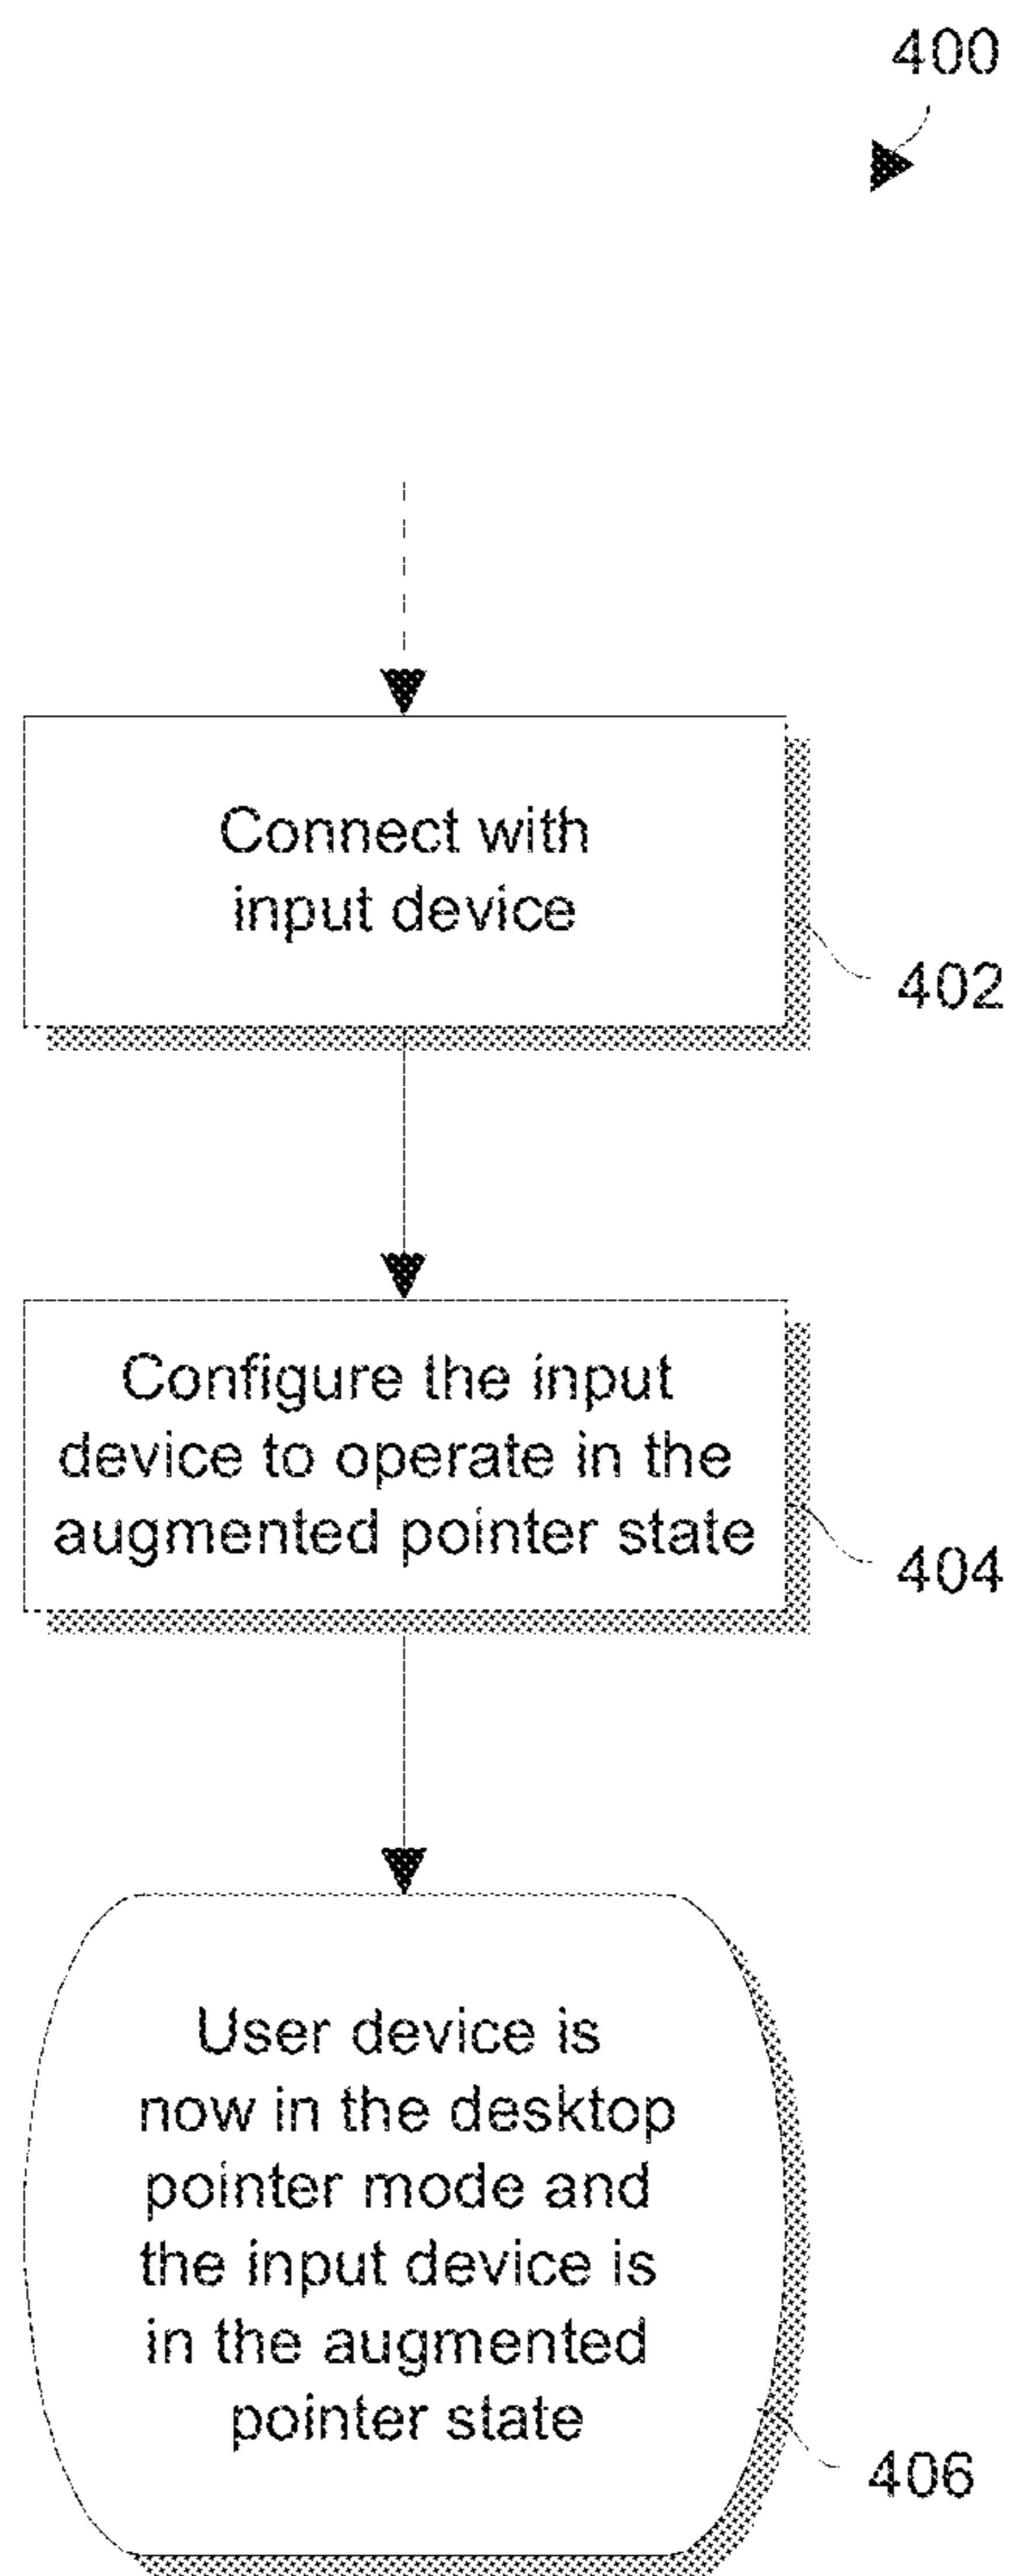 400
Connect with
input device
402
Configure the input
device to operate in the
augmented pointer state
404
User device is
now in the desktop
pointer mode and
the input device is
in the augmented
pointer state
406